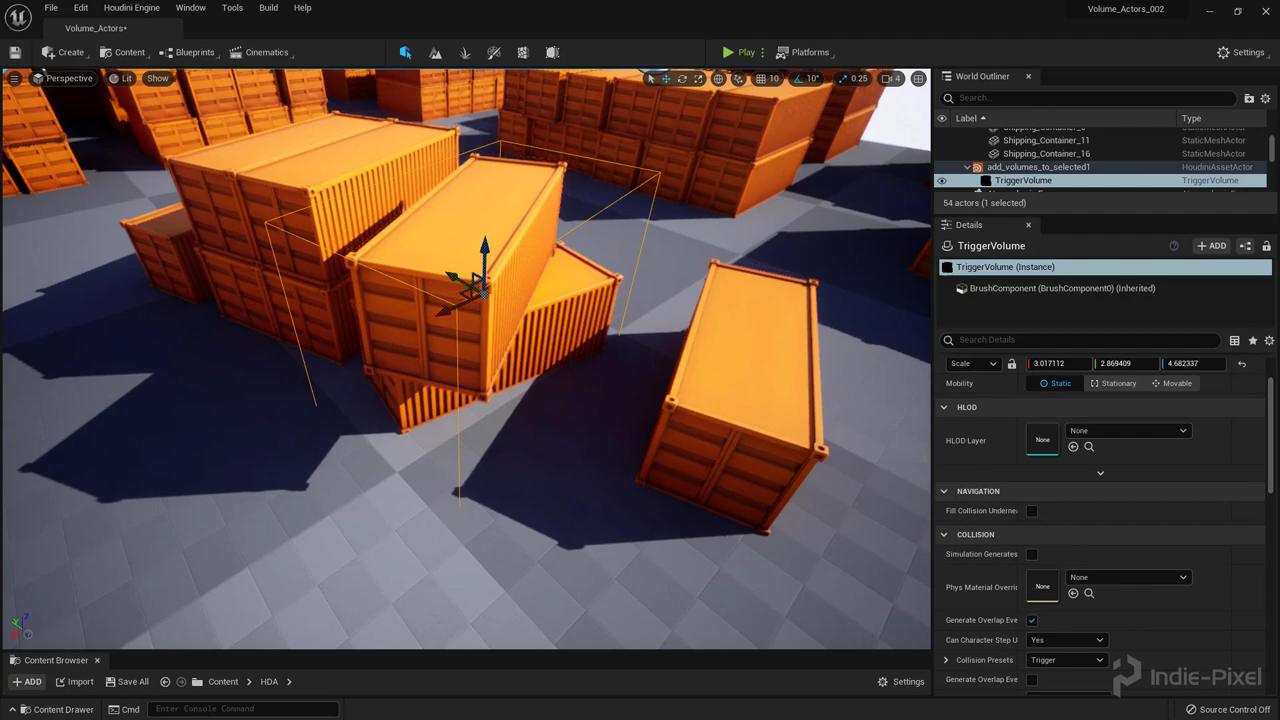 File Edit Window Tools Build Houdini Engine Help
Volume_Actors_002
Volume_Actors*
Create Content Blueprints Cinematics Play Platforms Settings
Perspective Lit Show 10 10° 0.25 4
World Outliner
Search...
Label Type
StaticMeshActor
Shipping_Container_11 StaticMeshActor
Shipping_Container_16 StaticMeshActor
add_volumes_to_selected1 HoudiniAssetActor
TriggerVolume TriggerVolume
54 actors (1 selected)
Details
TriggerVolume ADD
TriggerVolume (Instance)
BrushComponent (BrushComponent0) (Inherited)
Search Details
Scale 3.017112 2.869409 4.682337
Mobility Static Stationary Movable
HLOD
HLOD Layer None None
NAVIGATION
Fill Collision Underne
COLLISION
Simulation Generates
Phys Material Overri None None
Generate Overlap Eve
Can Character Step U Yes
Collision Presets Trigger
Generate Overlap Eve
Indie-Pixel
Content Browser
ADD Import Save All Content HDA Settings
Content Drawer Cmd Enter Console Command Source Control Off